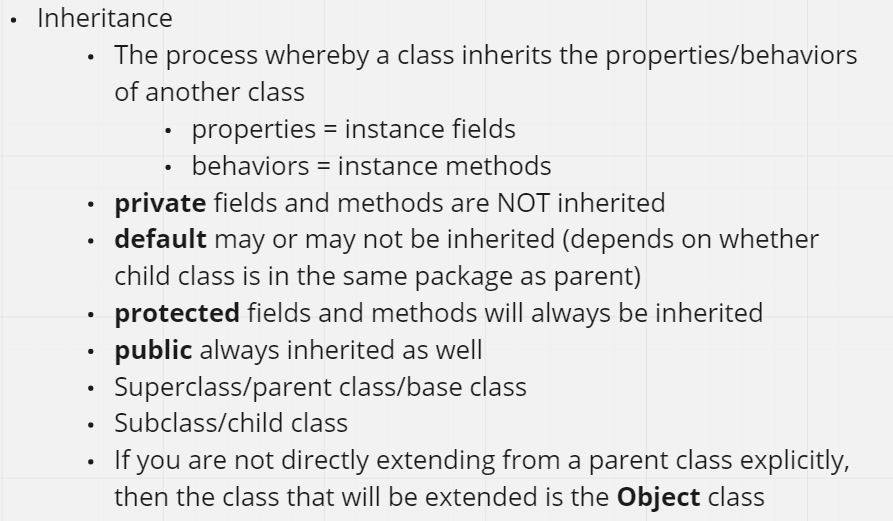 • Inheritance
• The process whereby a class inherits the properties/behaviors
of another class
• properties = instance fields
• behaviors = instance methods
• private fields and methods are NOT inherited
• default may or may not be inherited (depends on whether
child class is in the same package as parent)
• protected fields and methods will always be inherited
• public always inherited as well
• Superclass/parent class/base class
• Subclass/child class
• If you are not directly extending from a parent class explicitly,
then the class that will be extended is the Object class